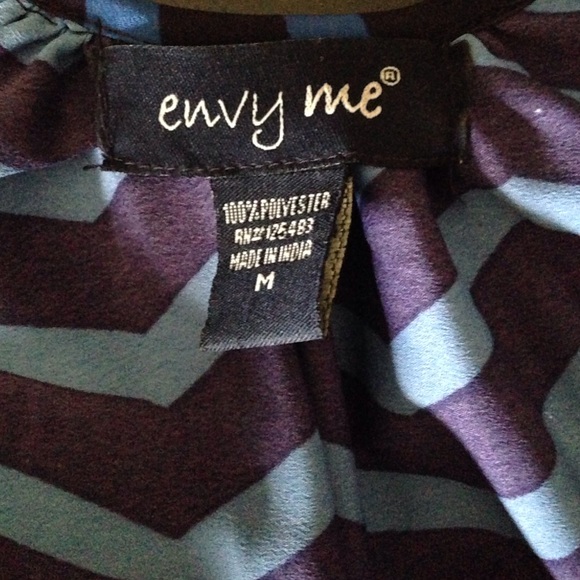 envy me®
100% POLYESTER
RN# 125483
MADE IN INDIA
M